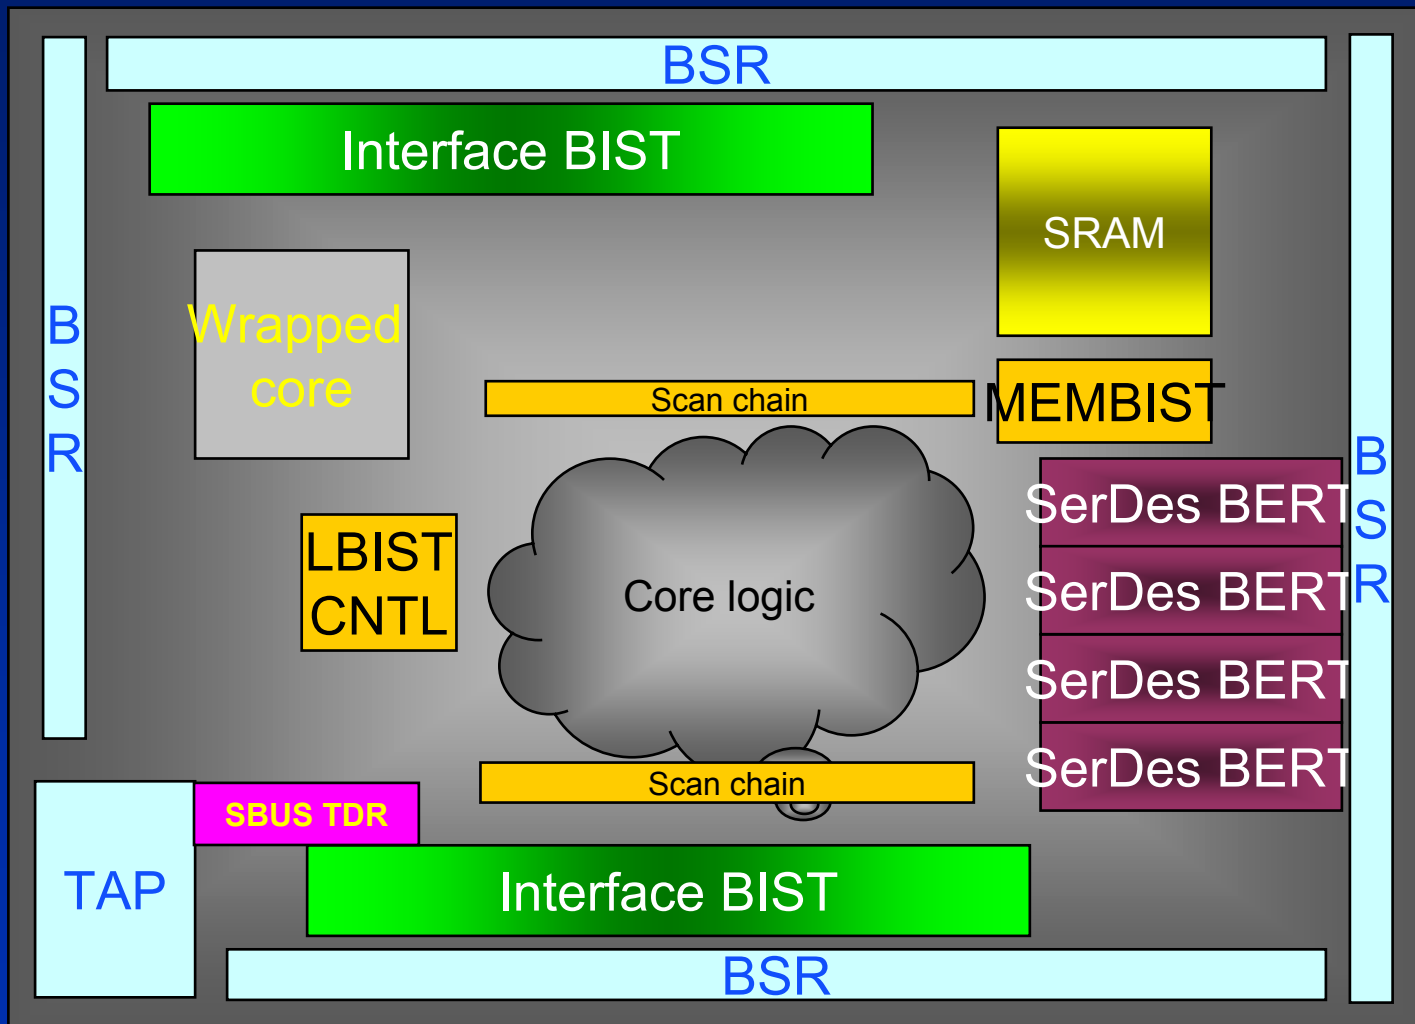 BSR
Interface BIST
SRAM
B
S
R
Wrapped
core
Scan chain
MEMBIST
B
S
R
SerDes BERT
LBIST
CNTL
SerDes BERT
Core logic
SerDes BERT
SerDes BERT
Scan chain
SBUS TDR
TAP
Interface BIST
BSR